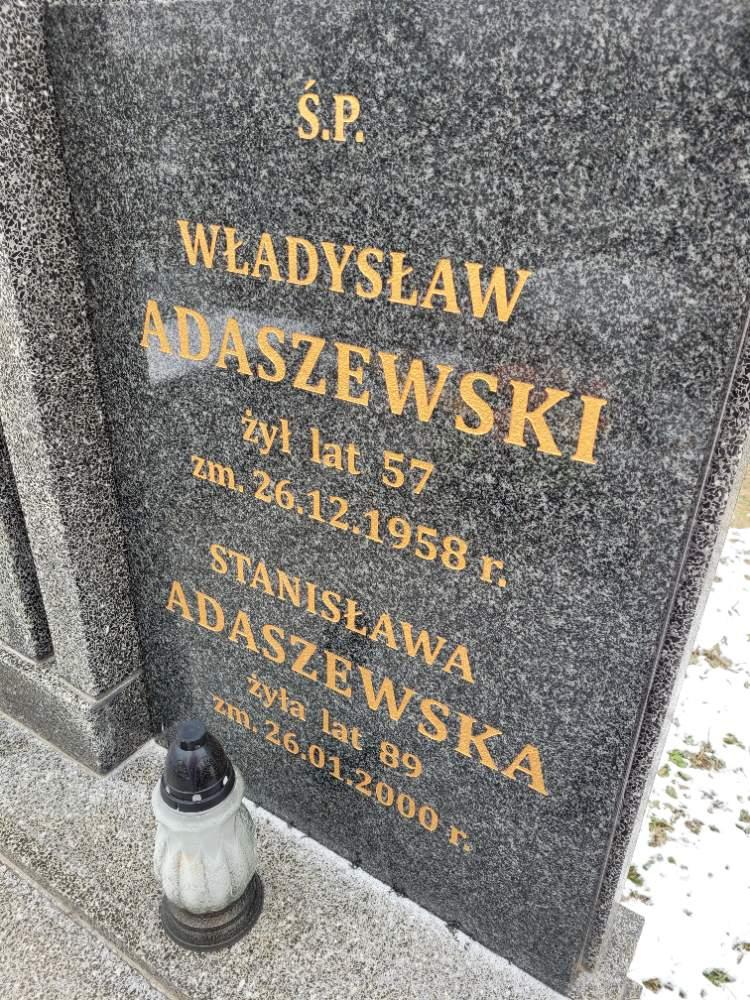 Ś.P.
WŁADYSŁAW
ADASZEWSKI
żył lat 57
zm. 26.12.1958 r.
STANISŁAWA
ADASZEWSKA
żyła lat 89
zm. 26.01.2000 r.